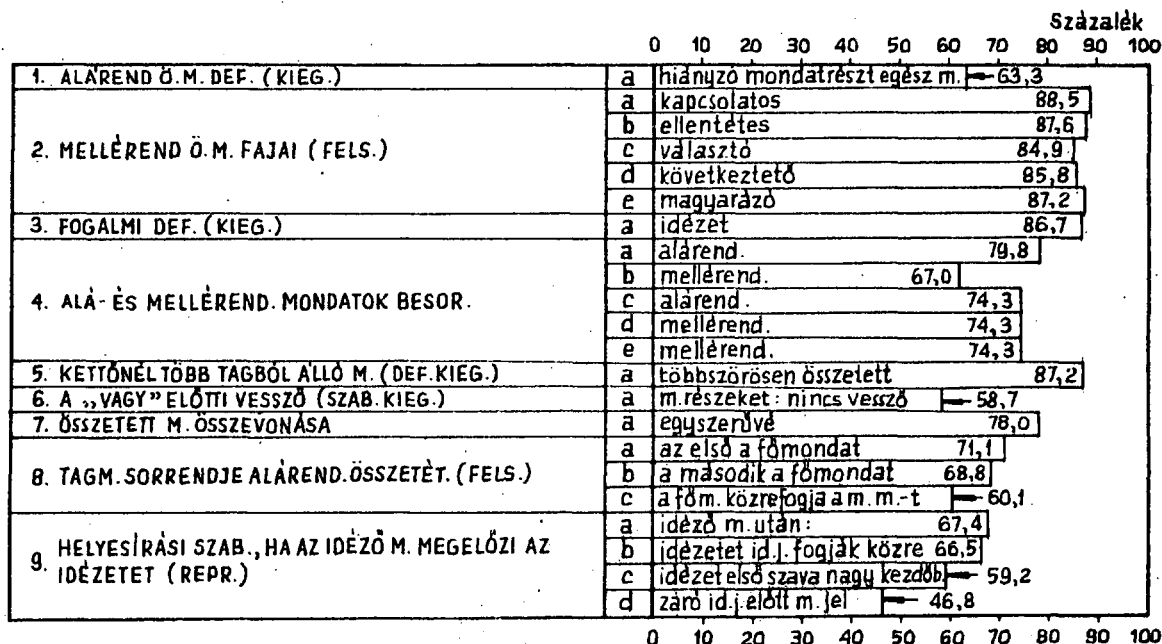 Százalék
0 10 20 30 40 50 60 70 80 90 100
1. ALÁREND Ö.M. DEF. (KIEG.) a hiányzó mondatrészt egész m. 63,3
2. MELLÉREND Ö.M. FAJAI (FELS.) a kapcsolatos 88,5
b ellentétes 87,6
c választó 84,9
d következtető 85,8
e magyarázó 87,2
3. FOGALMI DEF. (KIEG.) a idézet 86,7
4. ALÁ- ÉS MELLÉREND. MONDATOK BESOR. a alárend. 79,8
b mellérend. 67,0
c alárend. 74,3
d mellérend. 74,3
e mellérend. 74,3
5. KETTŐNÉL TÖBB TAGBÓL ÁLLÓ M. (DEF.KIEG.) a többszörösen összetett 87,2
6. A „VAGY” ELŐTTI VESSZŐ (SZAB.KIEG.) a m.részeket: nincs vessző 58,7
7. ÖSSZETETT M. ÖSSZEVONÁSA a egyszerűvé 78,0
8. TAGM. SORRENDJE ALÁREND.ÖSSZETÉT. (FELS.) a az első a főmondat 71,1
b a második a főmondat 68,8
c a főm. közrefogja a m.m.-t 60,1
9. HELYESÍRÁSI SZAB., HA AZ IDÉZŐ M. MEGELŐZI AZ IDÉZETET (REPR.) a idéző m. után: 67,4
b idézetet id.j. fogják közre 66,5
c idézet első szava nagy kezdőb. 59,2
d záró id.j. előtt m. jel 46,8
0 10 20 30 40 50 60 70 80 90 100